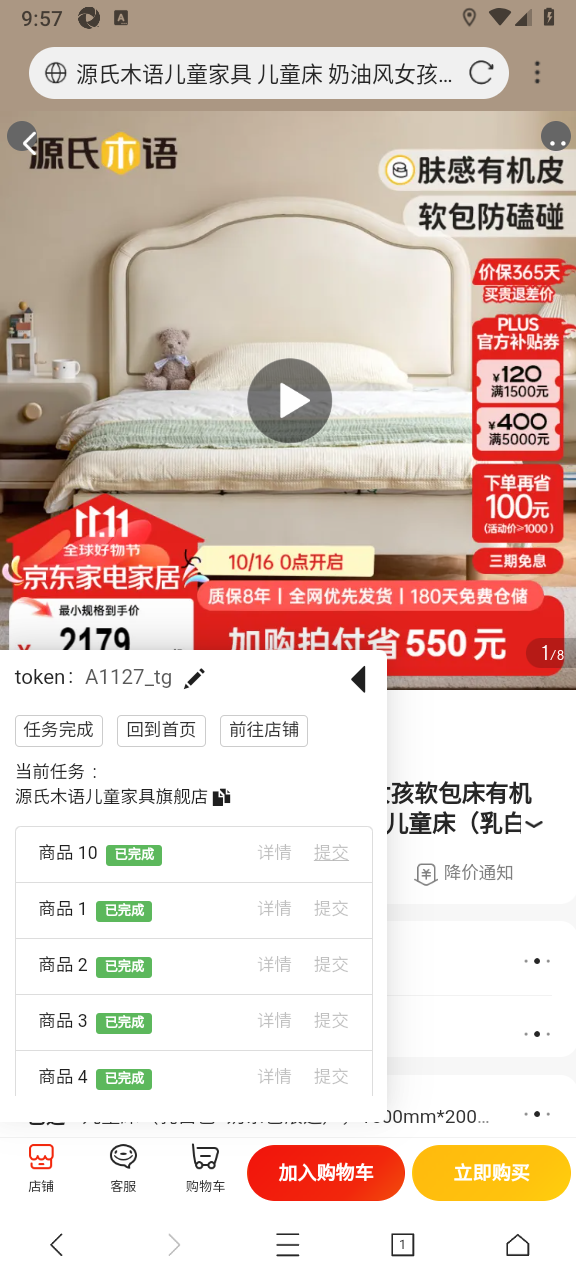 9:57
源氏木语儿童家具 儿童床 奶油风女孩...
源氏木语
肤感有机皮
软包防磕碰
价保365天
买贵退差价
PLUS
官方补贴券
¥120
满1500元
¥400
满5000元
下单再省
100元
(活动价≥1000)
三期免息
11.11
全球好物节
京东家电家居
10/16 0点开启
质保8年丨全网优先发货丨180天免费仓储
最小规格到手价
2179
加购拍付省550元
1/8
token: A1127_tg
任务完成 回到首页 前往店铺
当前任务：
源氏木语儿童家具旗舰店
孩软包床有机
儿童床（乳白
降价通知
商品 10 已完成 详情 提交
商品 1 已完成 详情 提交
商品 2 已完成 详情 提交
商品 3 已完成 详情 提交
商品 4 已完成 详情 提交
店铺 客服 购物车 加入购物车 立即购买
1